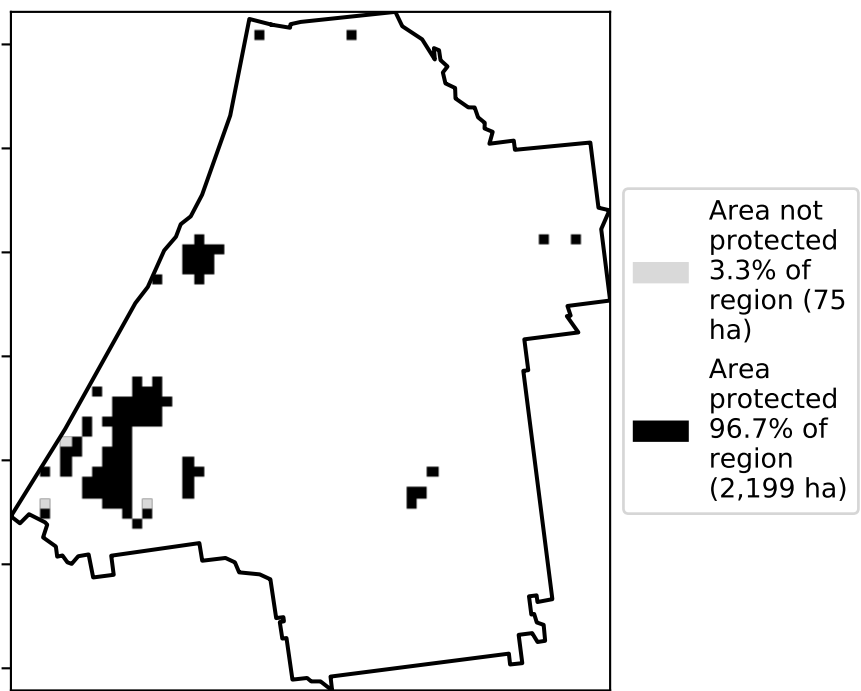 Area not
protected
3.3% of
region (75
ha)
Area
protected
96.7% of
region
(2,199 ha)